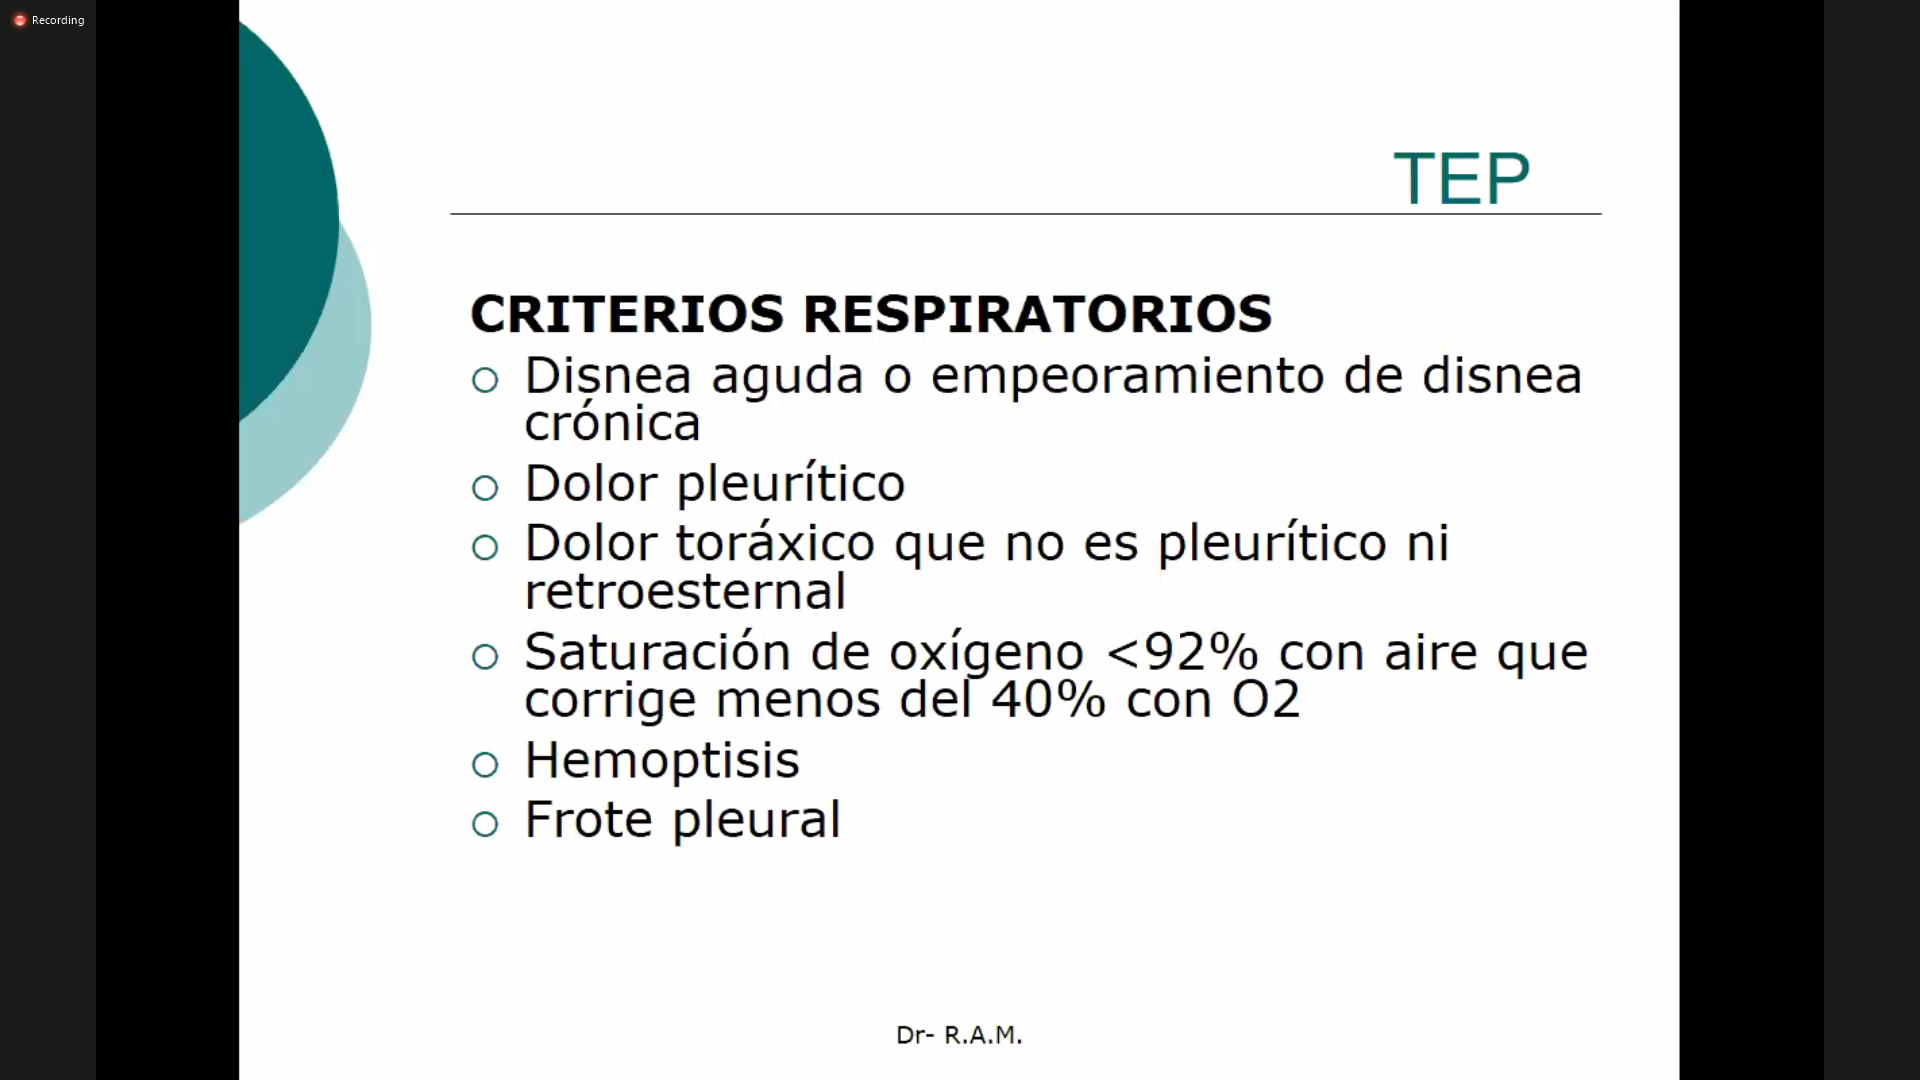 Recording
TEP
CRITERIOS RESPIRATORIOS
Disnea aguda o empeoramiento de disnea
crónica
Dolor pleurítico
Dolor toráxico que no es pleurítico ni
retroesternal
Saturación de oxígeno <92% con aire que
corrige menos del 40% con O2
Hemoptisis
Frote pleural
Dr- R.A.M.